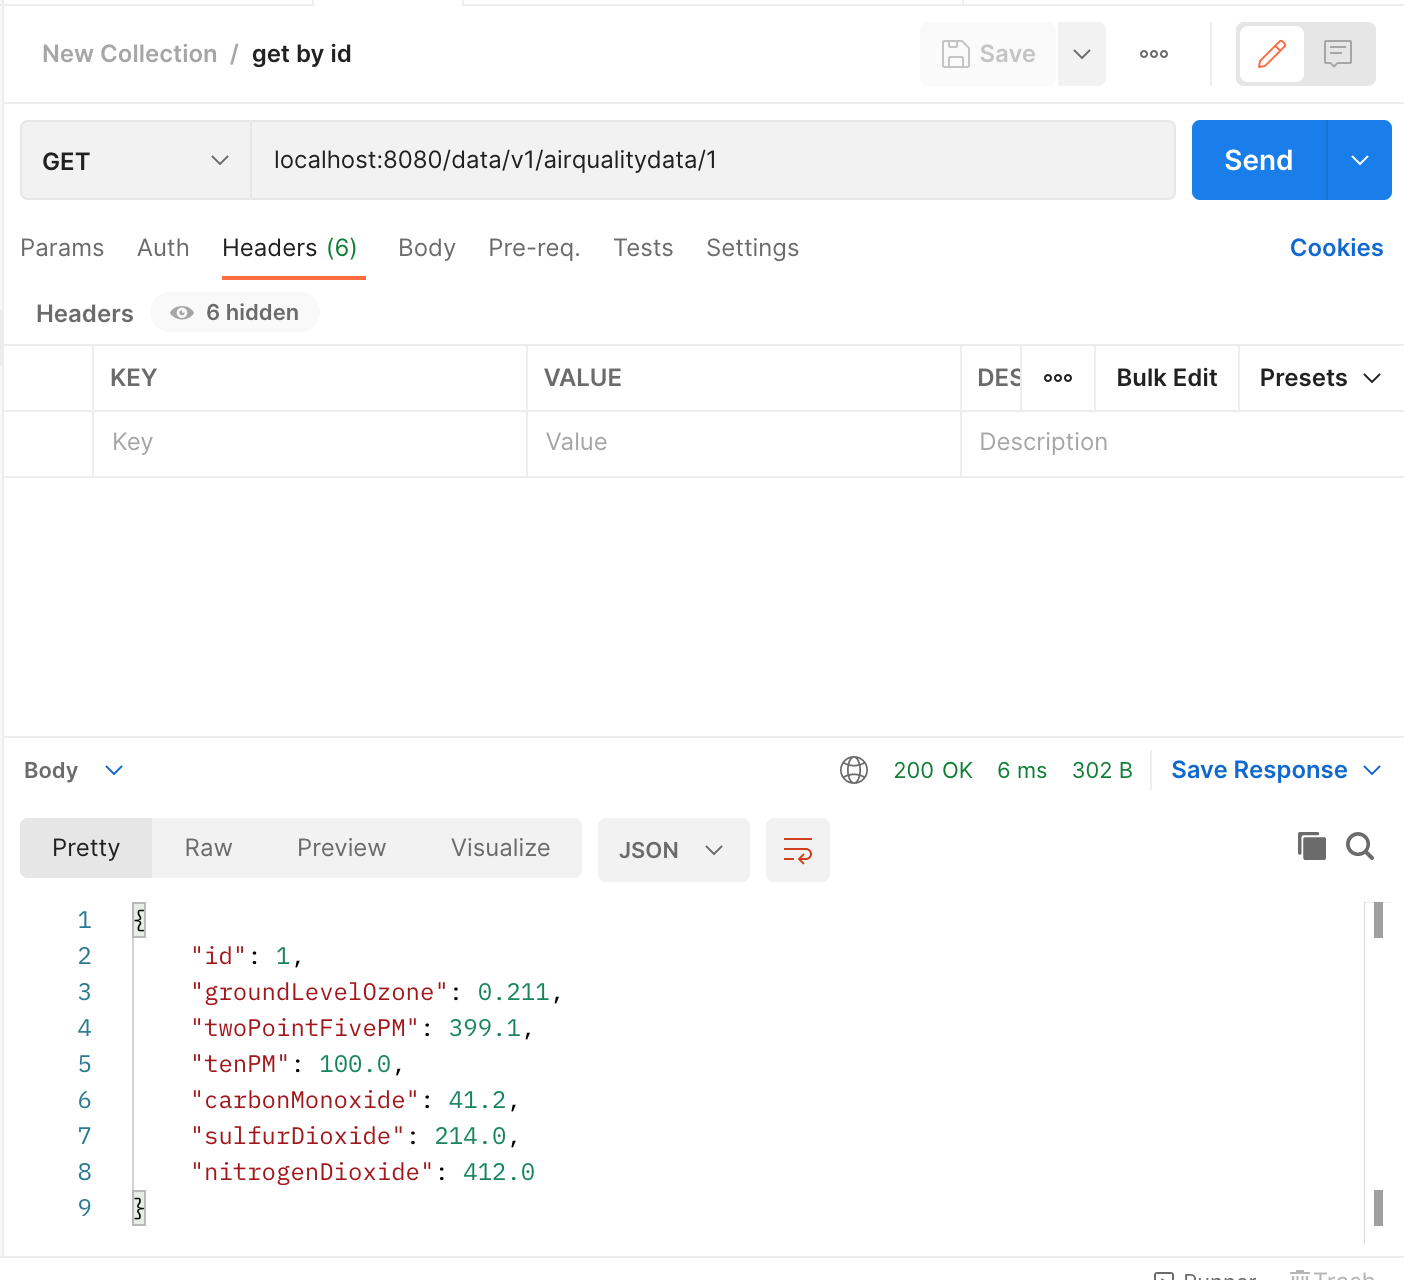 New Collection / get by id
Save
GET
localhost:8080/data/v1/airqualitydata/1
Send
Params Auth Headers (6) Body Pre-req. Tests Settings
Cookies
Headers 6 hidden
KEY VALUE DES Bulk Edit Presets
Key Value Description
Body
200 OK 6 ms 302 B Save Response
Pretty Raw Preview Visualize JSON
1 {
2 "id": 1,
3 "groundLevelOzone": 0.211,
4 "twoPointFivePM": 399.1,
5 "tenPM": 100.0,
6 "carbonMonoxide": 41.2,
7 "sulfurDioxide": 214.0,
8 "nitrogenDioxide": 412.0
9 }
Runner Trash